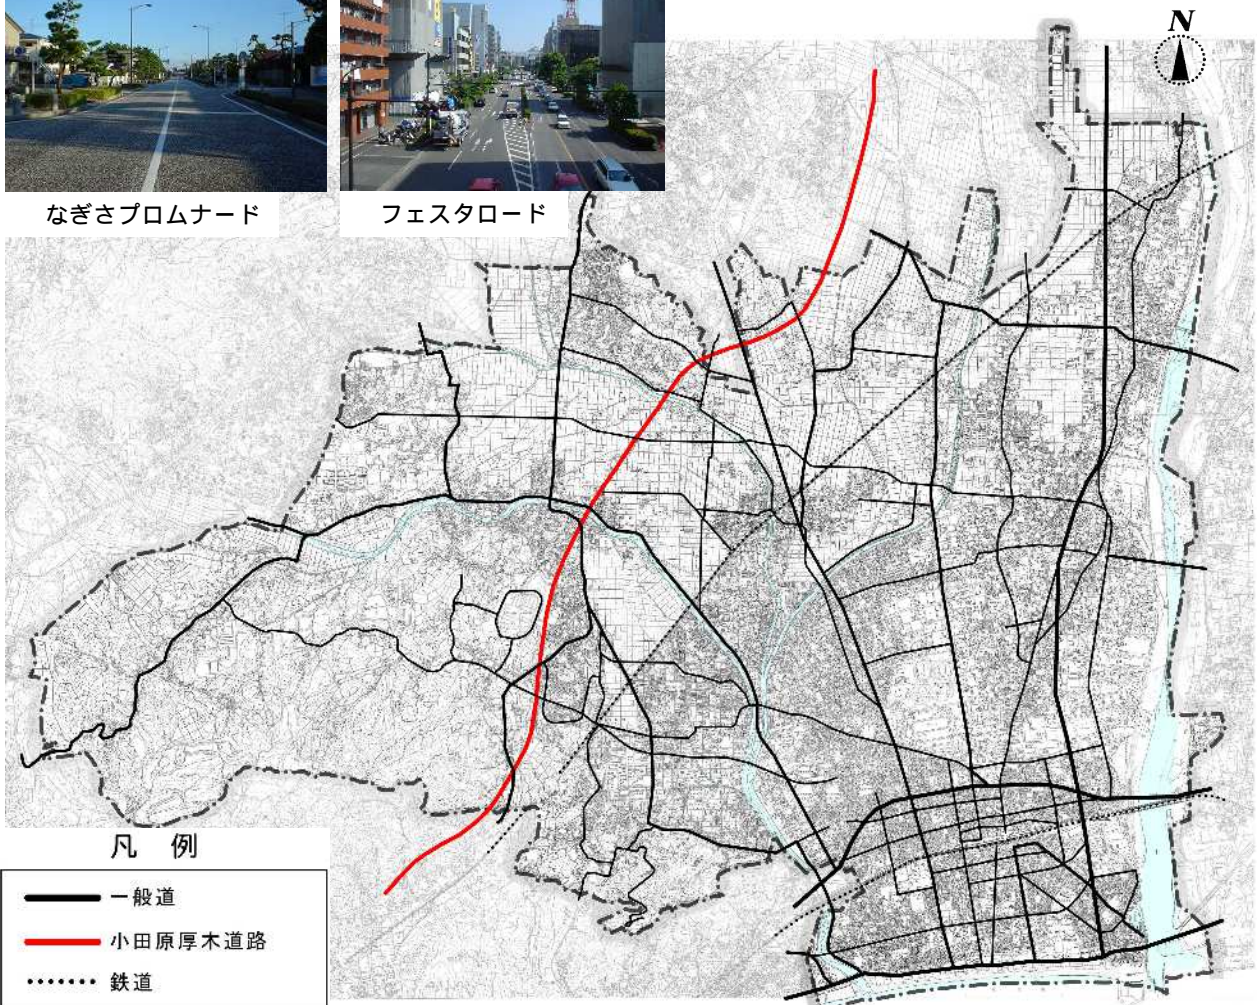 N
なぎさプロムナード
フェスタロード
凡 例
一般道
小田原厚木道路
鉄道